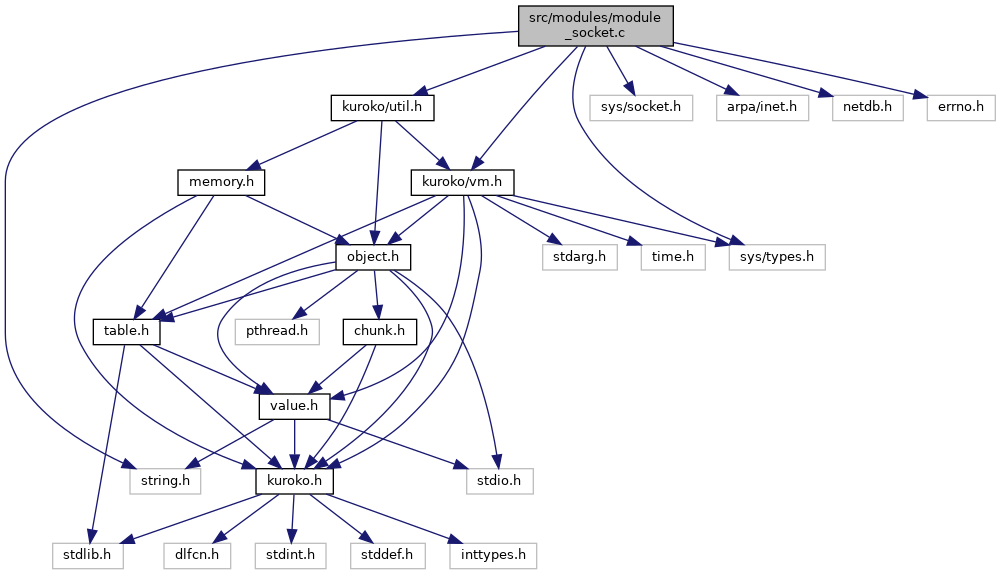 src/modules/module
_socket.c
kuroko/util.h
sys/socket.h
arpa/inet.h
netdb.h
errno.h
memory.h
kuroko/vm.h
object.h
stdarg.h
time.h
sys/types.h
table.h
pthread.h
chunk.h
value.h
string.h
kuroko.h
stdio.h
stdlib.h
dlfcn.h
stdint.h
stddef.h
inttypes.h